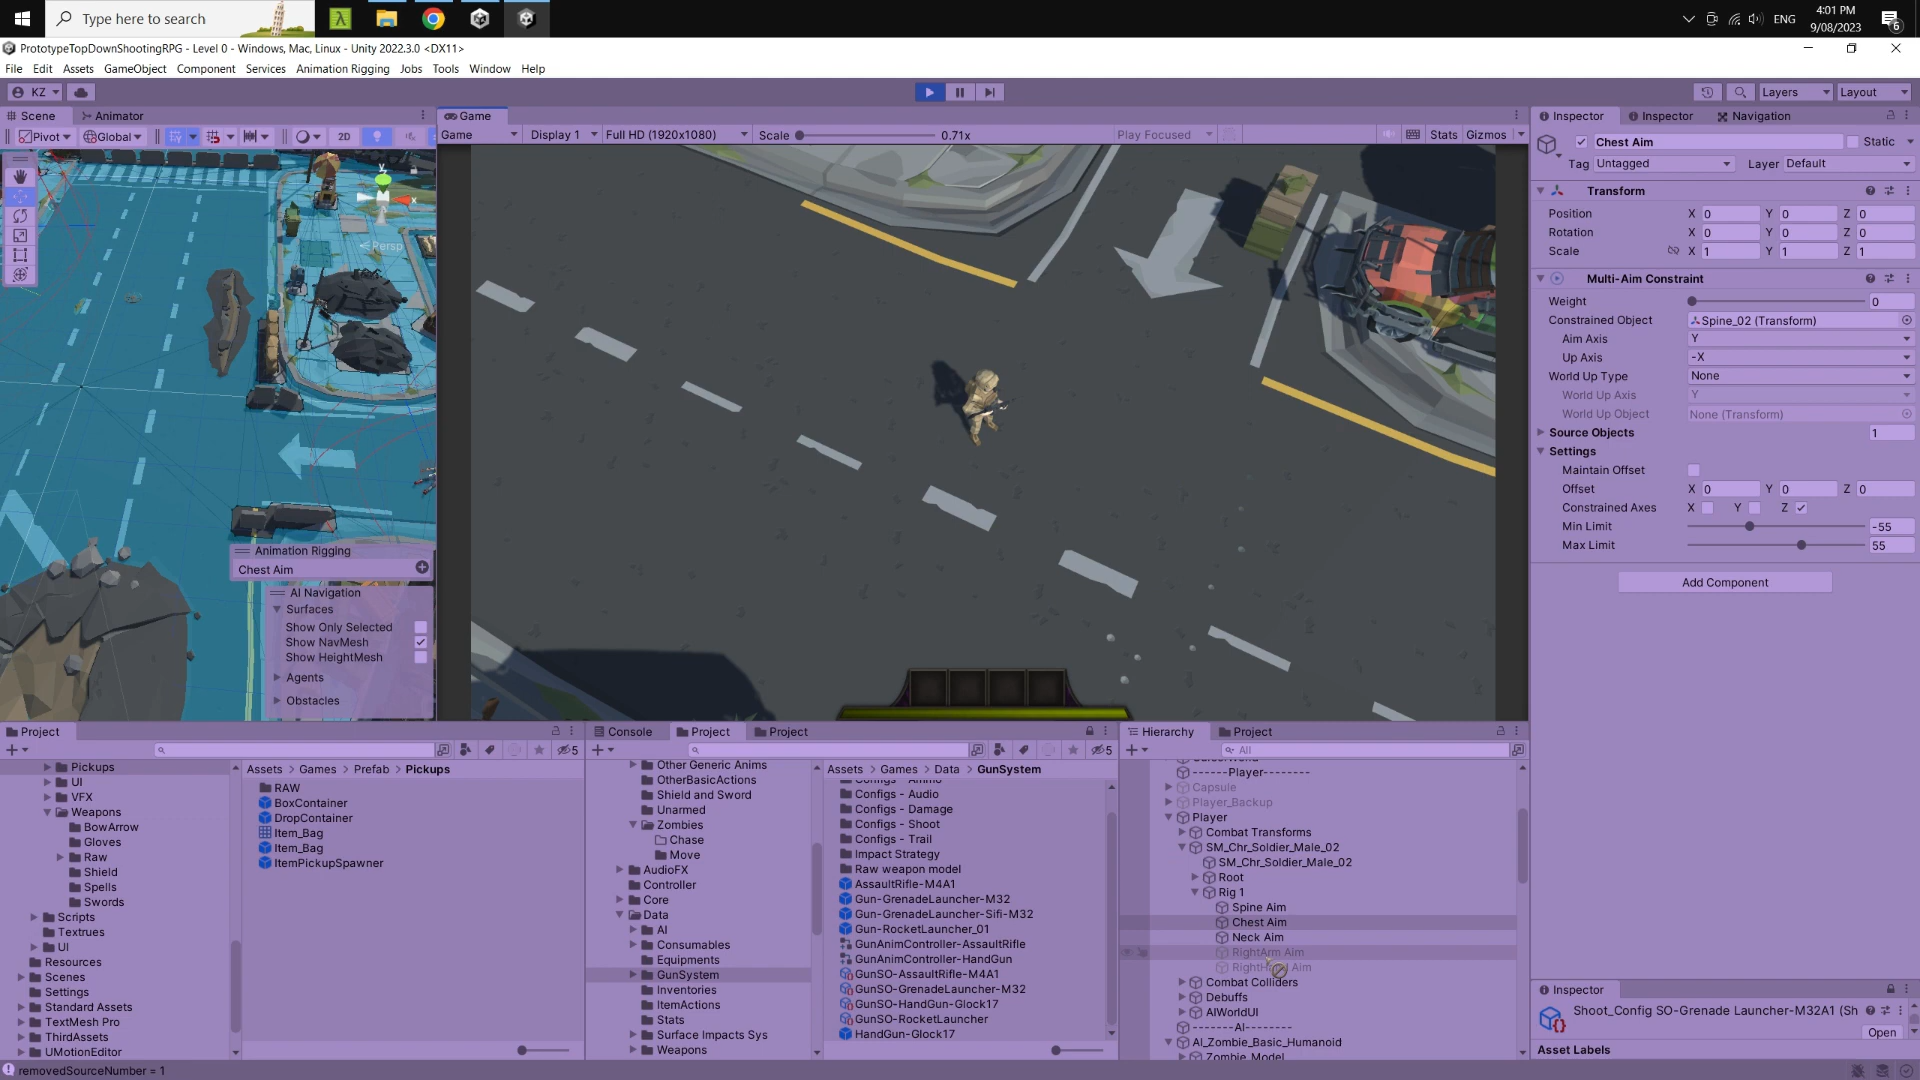 Type here to search
ENG
4:01 PM
9/08/2023
6
PrototypeTopDownShootingRPG - Level 0 - Windows, Mac, Linux - Unity 2022.3.0 <DX11>
File Edit Assets GameObject Component Services Animation Rigging Jobs Tools Window Help
KZ
Layers
Layout
Scene
Animator
Pivot
Global
2D
Persp
Animation Rigging
Chest Aim
AI Navigation
Surfaces
Show Only Selected
Show NavMesh
Show HeightMesh
Agents
Obstacles
Game
Game
Display 1
Full HD (1920x1080)
Scale
0.71x
Play Focused
Stats
Gizmos
Inspector
Inspector
Navigation
Chest Aim
Static
Tag Untagged
Layer Default
Transform
Position X 0 Y 0 Z 0
Rotation X 0 Y 0 Z 0
Scale X 1 Y 1 Z 1
Multi-Aim Constraint
Weight 0
Constrained Object Spine_02 (Transform)
Aim Axis Y
Up Axis -X
World Up Type None
World Up Axis Y
World Up Object None (Transform)
Source Objects 1
Settings
Maintain Offset
Offset X 0 Y 0 Z 0
Constrained Axes X Y Z
Min Limit -55
Max Limit 55
Add Component
Project
5
Pickups
UI
VFX
Weapons
BowArrow
Gloves
Raw
Shield
Spells
Swords
Scripts
Textrues
UI
Resources
Scenes
Settings
Standard Assets
TextMesh Pro
ThirdAssets
UMotionEditor
Assets > Games > Prefab > Pickups
RAW
BoxContainer
DropContainer
Item_Bag
Item_Bag
ItemPickupSpawner
Console
Project
Project
5
Other Generic Anims
OtherBasicActions
Shield and Sword
Unarmed
Zombies
Chase
Move
AudioFX
Controller
Core
Data
AI
Consumables
Equipments
GunSystem
Inventories
ItemActions
Stats
Surface Impacts Sys
Weapons
Assets > Games > Data > GunSystem
Configs - Ammo
Configs - Audio
Configs - Damage
Configs - Shoot
Configs - Trail
Impact Strategy
Raw weapon model
AssaultRifle-M4A1
Gun-GrenadeLauncher-M32
Gun-GrenadeLauncher-Sifi-M32
Gun-RocketLauncher_01
GunAnimController-AssaultRifle
GunAnimController-HandGun
GunSO-AssaultRifle-M4A1
GunSO-GrenadeLauncher-M32
GunSO-HandGun-Glock17
GunSO-RocketLauncher
HandGun-Glock17
Hierarchy
Project
All
------Player--------
Capsule
Player_Backup
Player
Combat Transforms
SM_Chr_Soldier_Male_02
SM_Chr_Soldier_Male_02
Root
Rig 1
Spine Aim
Chest Aim
Neck Aim
RightArm Aim
Combat Colliders
Debuffs
AIWorldUI
-------AI--------
AI_Zombie_Basic_Humanoid
Zombie_Model
Inspector
Shoot_Config SO-Grenade Launcher-M32A1 (Sh
Open
Asset Labels
removedSourceNumber = 1